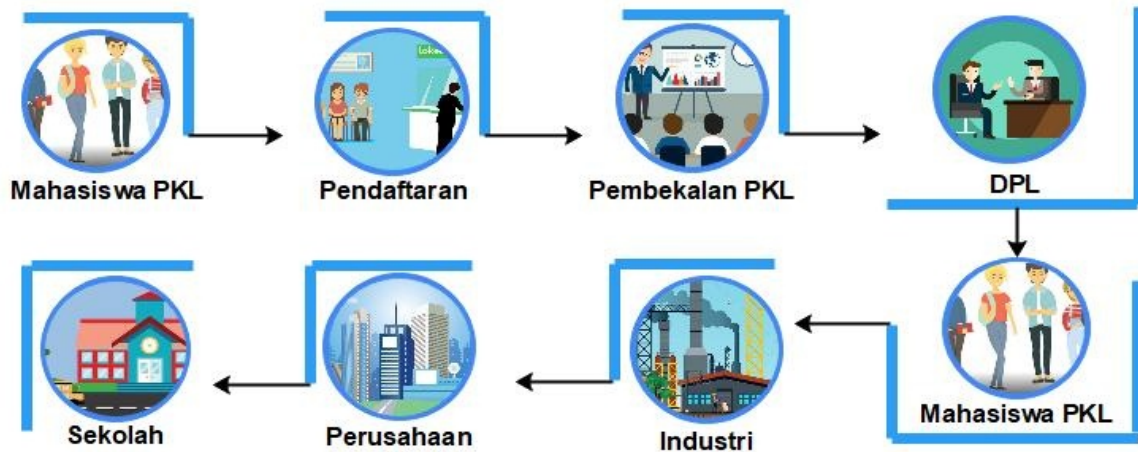 Mahasiswa PKL
Pendaftaran
Pembekalan PKL
DPL
Mahasiswa PKL
Industri
Perusahaan
Sekolah